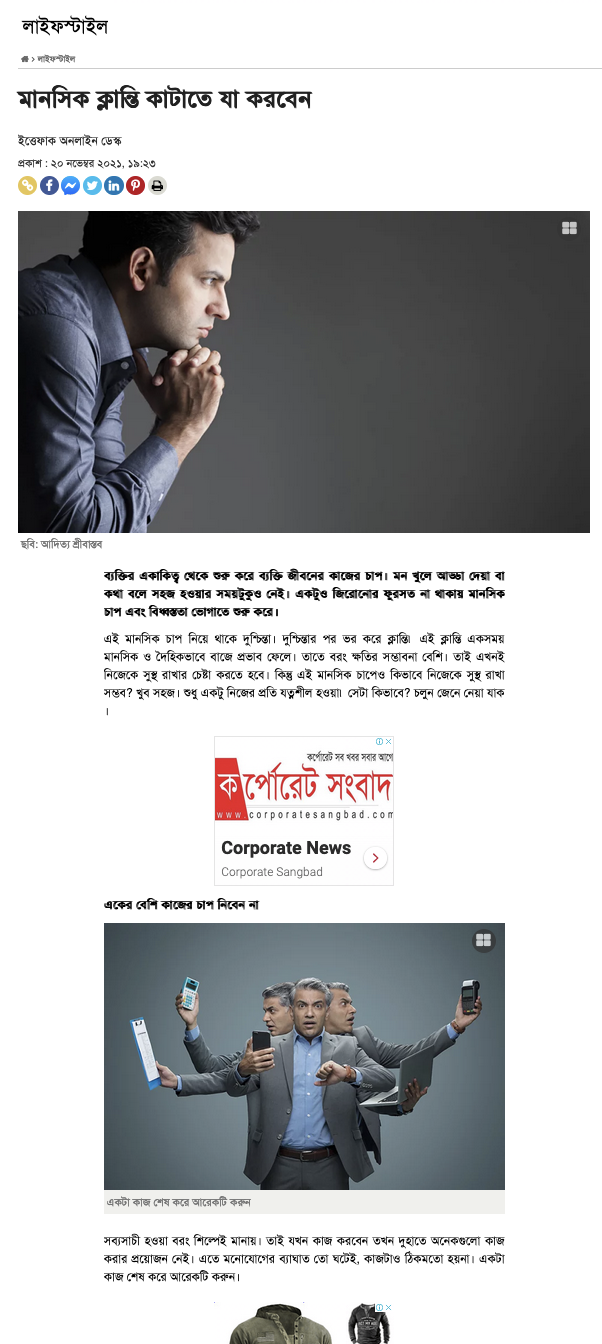 লাইফস্টাইল
› লাইফস্টাইল
মানসিক ক্লান্তি কাটাতে যা করবেন
ইত্তেফাক অনলাইন ডেস্ক
প্রকাশ : ২০ নভেম্বর ২০২১, ১৯:২৩
ছবি: আদিত্য শ্রীবাস্তব
ব্যক্তির একাকিত্ব থেকে শুরু করে ব্যক্তি জীবনের কাজের চাপ। মন খুলে আড্ডা দেয়া বা
কথা বলে সহজ হওয়ার সময়টুকুও নেই। একটুও জিরোনোর ফুরসত না থাকায় মানসিক
চাপ এবং বিধ্বস্ততা ভোগাতে শুরু করে।
এই মানসিক চাপ নিয়ে থাকে দুশ্চিন্তা। দুশ্চিন্তার পর ভর করে ক্লান্তি। এই ক্লান্তি একসময়
মানসিক ও দৈহিকভাবে বাজে প্রভাব ফেলে। তাতে বরং ক্ষতির সম্ভাবনা বেশি। তাই এখনই
নিজেকে সুস্থ রাখার চেষ্টা করতে হবে। কিন্তু এই মানসিক চাপেও কিভাবে নিজেকে সুস্থ রাখা
সম্ভব? খুব সহজ। শুধু একটু নিজের প্রতি যত্নশীল হওয়া। সেটা কিভাবে? চলুন জেনে নেয়া যাক
।
কর্পোরেট সব খবর সবার আগে
কর্পোরেট সংবাদ
www.corporatesangbad.com
Corporate News
Corporate Sangbad
একের বেশি কাজের চাপ নিবেন না
একটা কাজ শেষ করে আরেকটি করুন
সব্যসাচী হওয়া বরং শিল্পেই মানায়। তাই যখন কাজ করবেন তখন দুহাতে অনেকগুলো কাজ
করার প্রয়োজন নেই। এতে মনোযোগের ব্যাঘাত তো ঘটেই, কাজটাও ঠিকমতো হয়না। একটা
কাজ শেষ করে আরেকটি করুন।